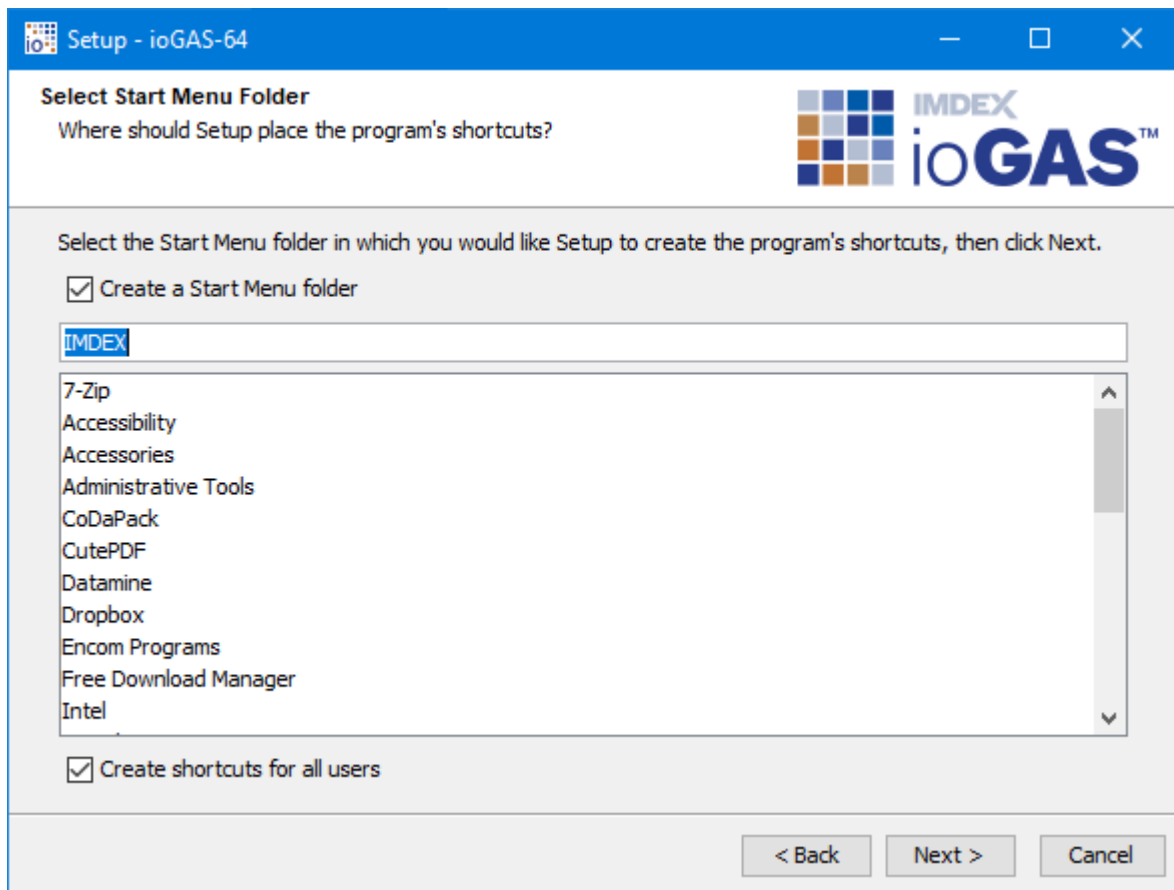 Setup - ioGAS-64
Select Start Menu Folder
Where should Setup place the program's shortcuts?
IMDEX
ioGAS™
Select the Start Menu folder in which you would like Setup to create the program's shortcuts, then click Next.
Create a Start Menu folder
IMDEX
7-Zip
Accessibility
Accessories
Administrative Tools
CoDaPack
CutePDF
Datamine
Dropbox
Encom Programs
Free Download Manager
Intel
Create shortcuts for all users
< Back Next > Cancel